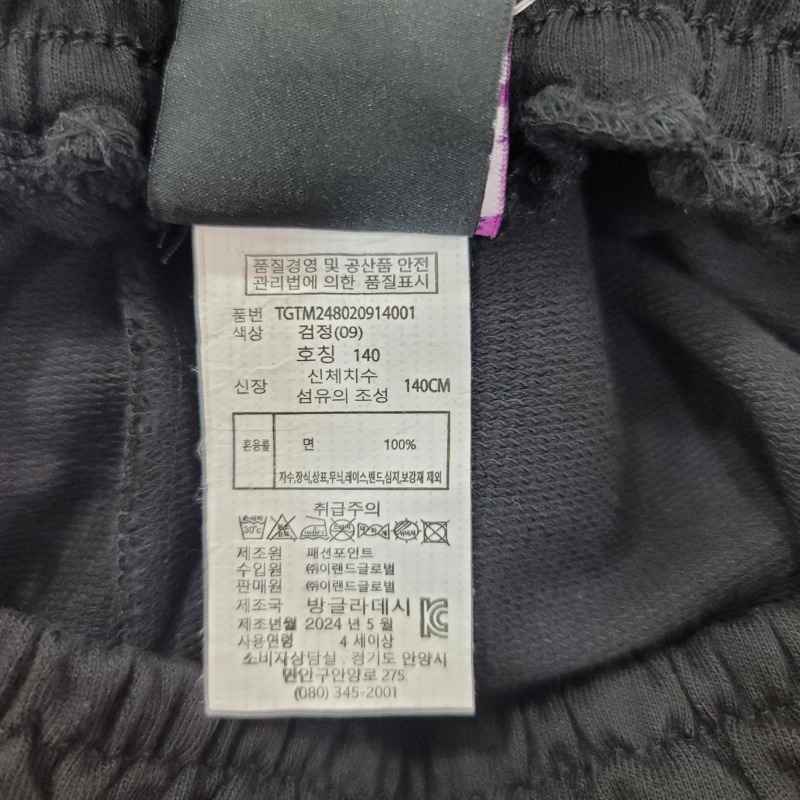 품질경영 및 공산품 안전
관리법에 의한 품질표시
품번 TGTM248020914001
색상 검정(09)
호칭 140
신체치수
신장 140CM
섬유의 조성
혼용률 면 100%
자수,장식,상표,무늬,레이스,밴드,심지,보강재 제외
취급주의
30℃
제조원 패션포인트
수입원 ㈜이랜드글로벌
판매원 ㈜이랜드글로벌
제조국 방글라데시
제조년월 2024 년 5 월
사용연령 4 세이상
소비자상담실 . 경기도 안양시
만안구안양로 275.
(080) 345-2001